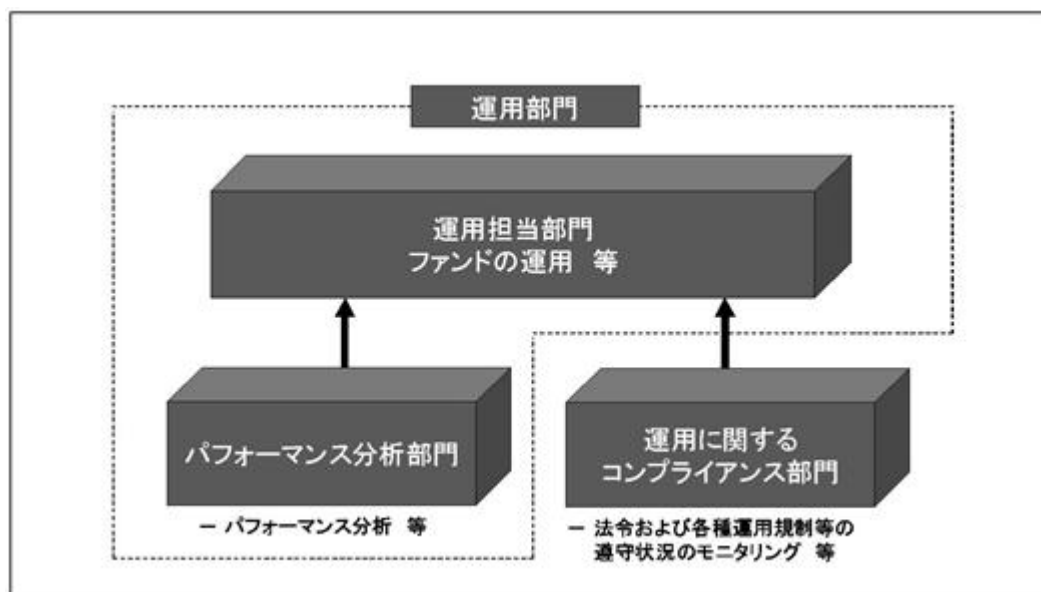 運用部門
運用担当部門
ファンドの運用 等
パフォーマンス分析部門
－ パフォーマンス分析 等
運用に関する
コンプライアンス部門
－ 法令および各種運用規制等の
遵守状況のモニタリング 等